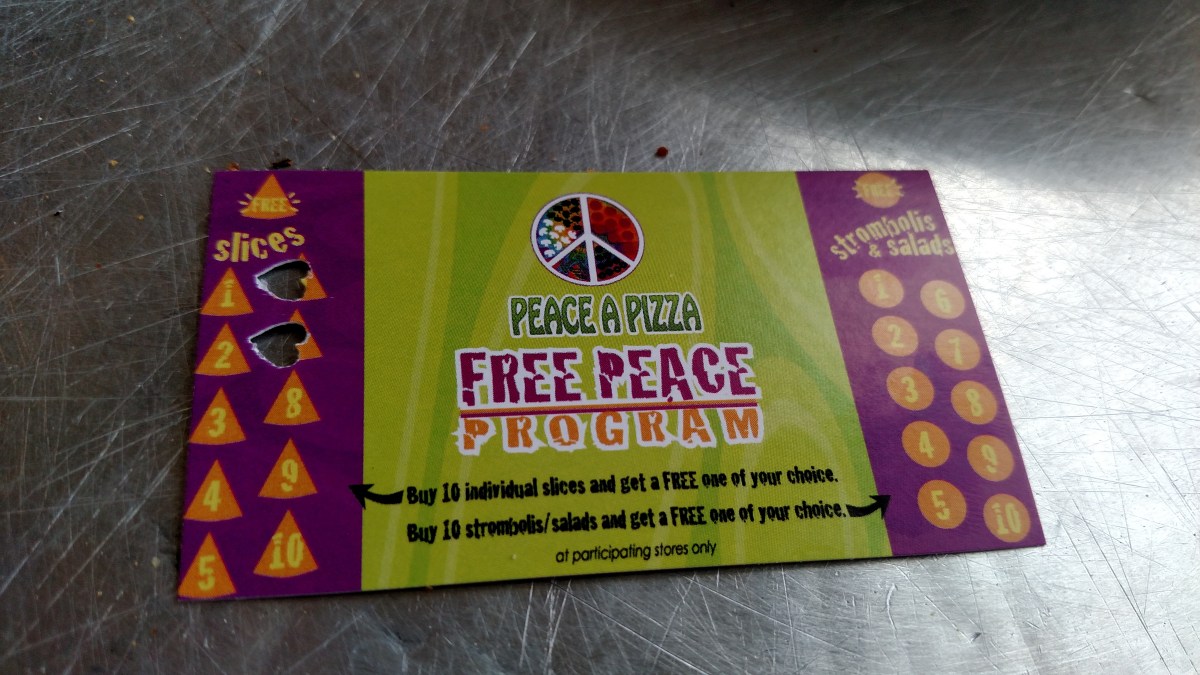 FREE
slices
1
2
3
4
5
8
9
10
PEACE A PIZZA
FREE PEACE
PROGRAM
Buy 10 individual slices and get a FREE one of your choice.
Buy 10 strombolis/salads and get a FREE one of your choice.
at participating stores only
FREE
strombolis
& salads
1
2
3
4
5
6
7
8
9
10